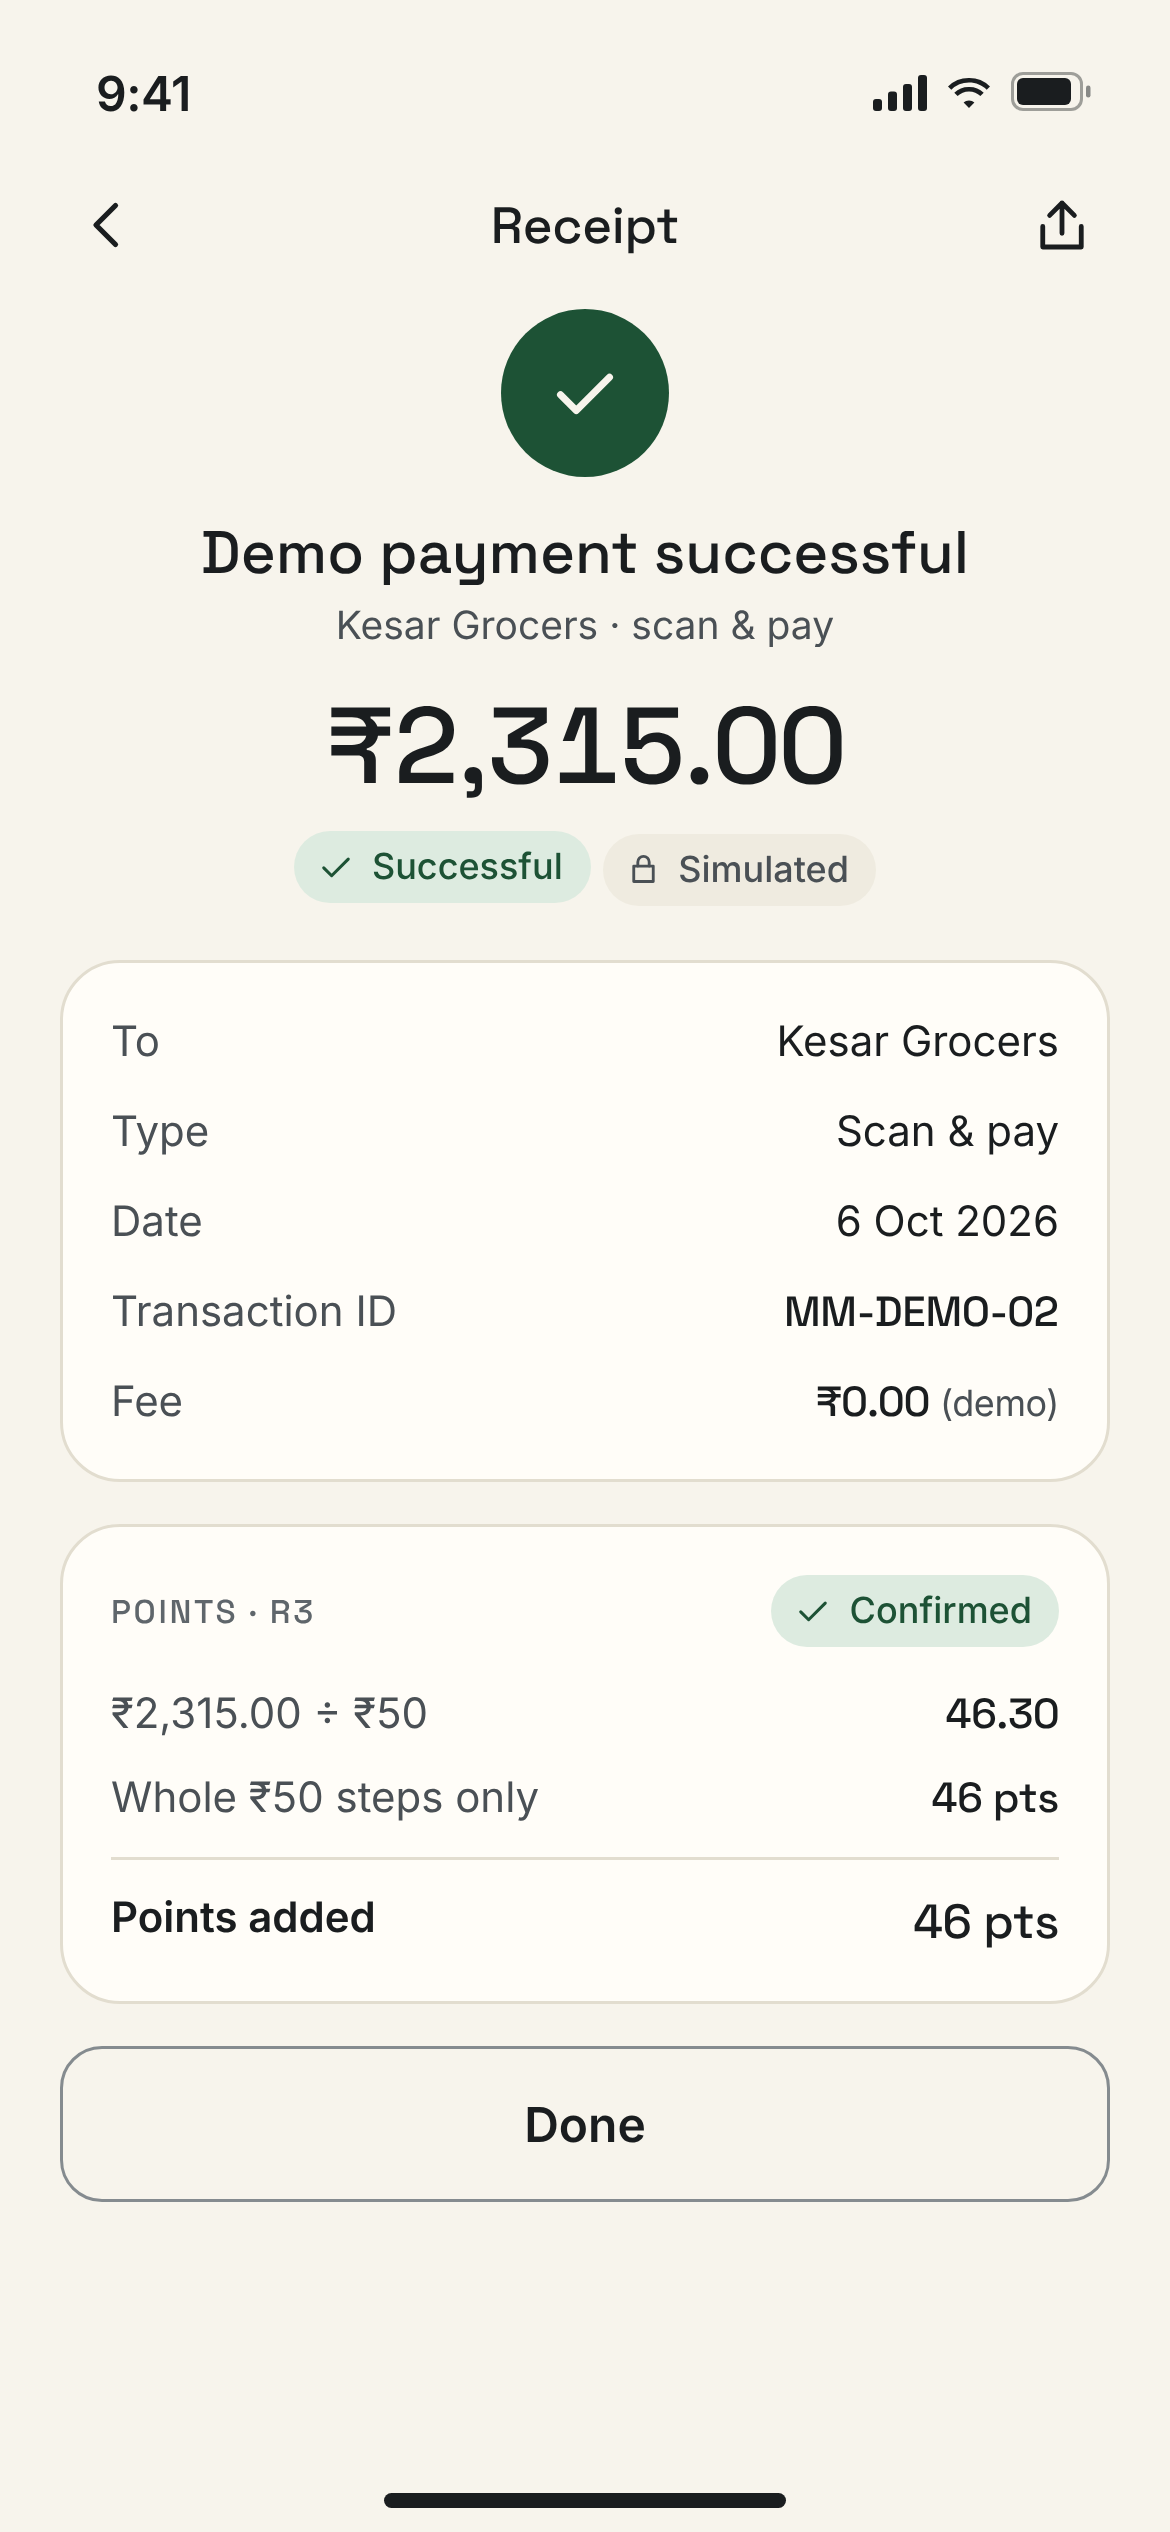 9:41
Receipt
Demo payment successful
Kesar Grocers · scan & pay
₹2,315.00
Successful
Simulated
To Kesar Grocers
Type Scan & pay
Date 6 Oct 2026
Transaction ID MM-DEMO-02
Fee ₹0.00 (demo)
POINTS · R3 Confirmed
₹2,315.00 ÷ ₹50 46.30
Whole ₹50 steps only 46 pts
Points added 46 pts
Done